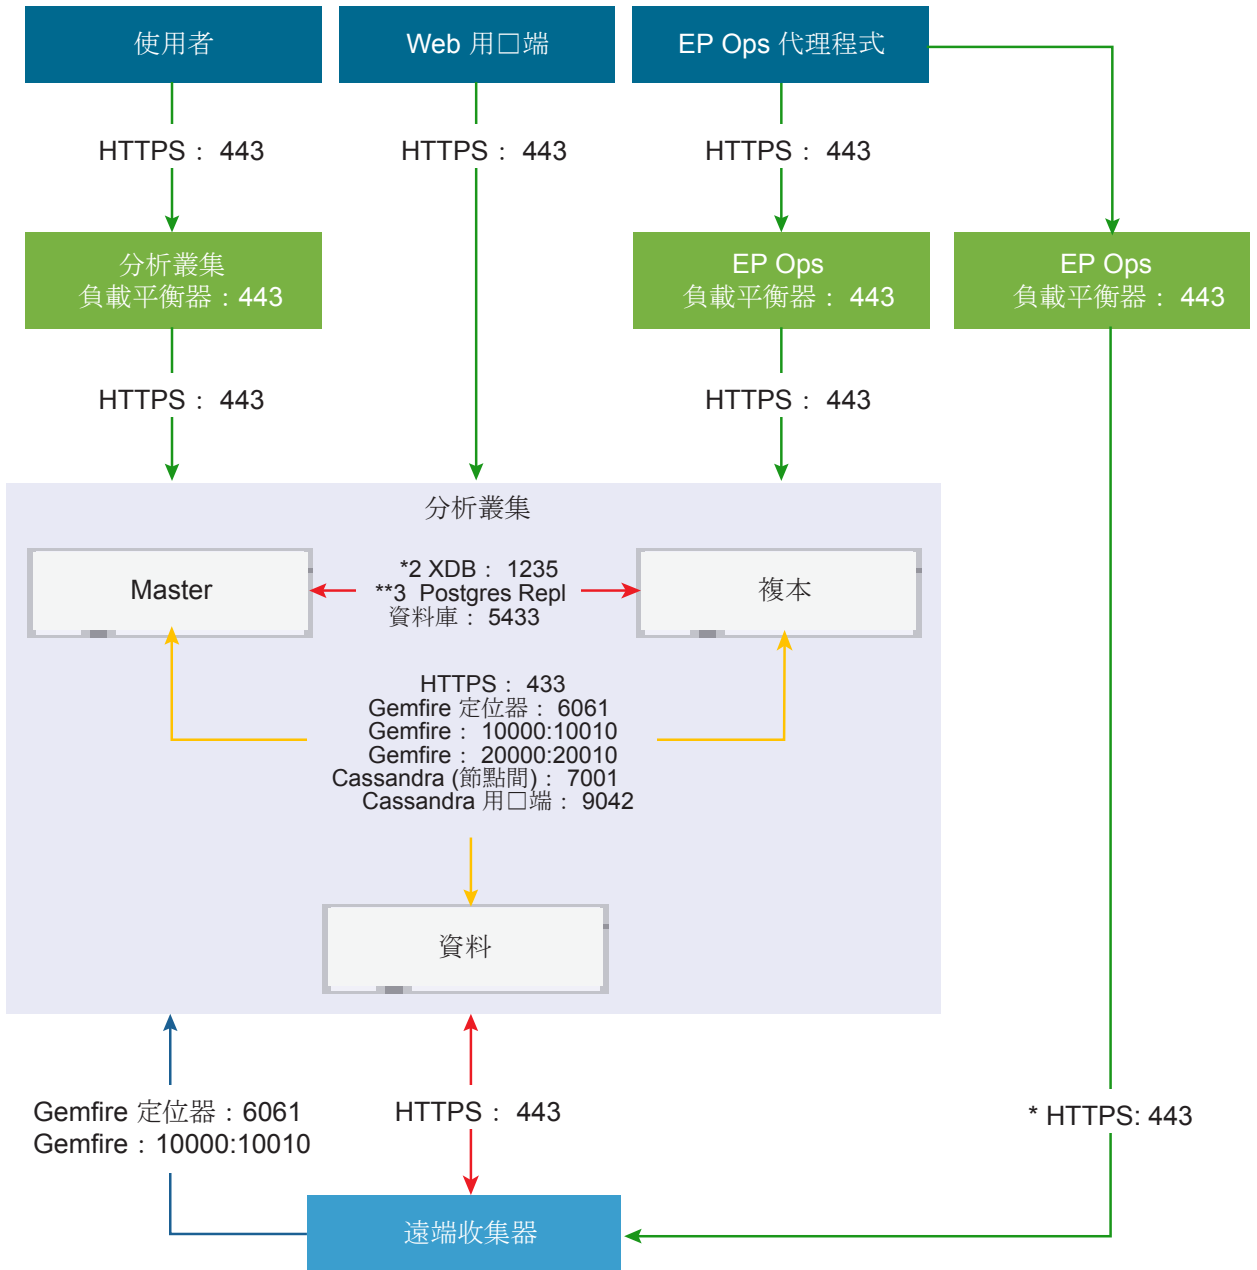 使用者
Web 用□端
EP Ops 代理程式
HTTPS： 443
HTTPS： 443
HTTPS： 443
分析叢集
負載平衡器：443
EP Ops
負載平衡器： 443
EP Ops
負載平衡器： 443
HTTPS： 443
HTTPS： 443
分析叢集
Master
*2 XDB： 1235
**3 Postgres Repl
資料庫： 5433
複本
HTTPS： 433
Gemfire 定位器： 6061
Gemfire： 10000:10010
Gemfire： 20000:20010
Cassandra (節點間)： 7001
Cassandra 用□端： 9042
資料
Gemfire 定位器：6061
Gemfire：10000:10010
HTTPS： 443
* HTTPS: 443
遠端收集器